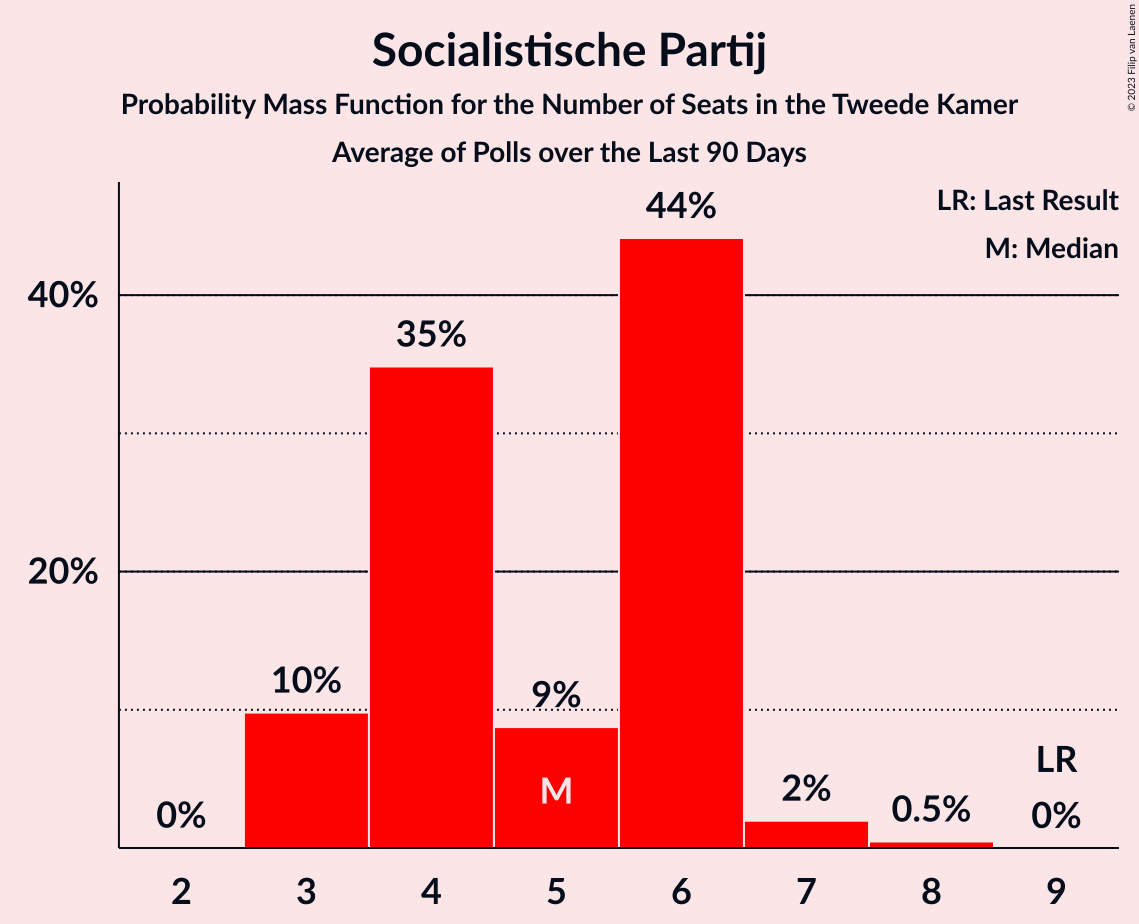 Socialistische Partij
Probability Mass Function for the Number of Seats in the Tweede Kamer
Average of Polls over the Last 90 Days
© 2023 Filip van Laenen
LR: Last Result
M: Median
40%
20%
0%
10%
35%
9%
44%
2%
0.5%
0%
LR
M
2 3 4 5 6 7 8 9